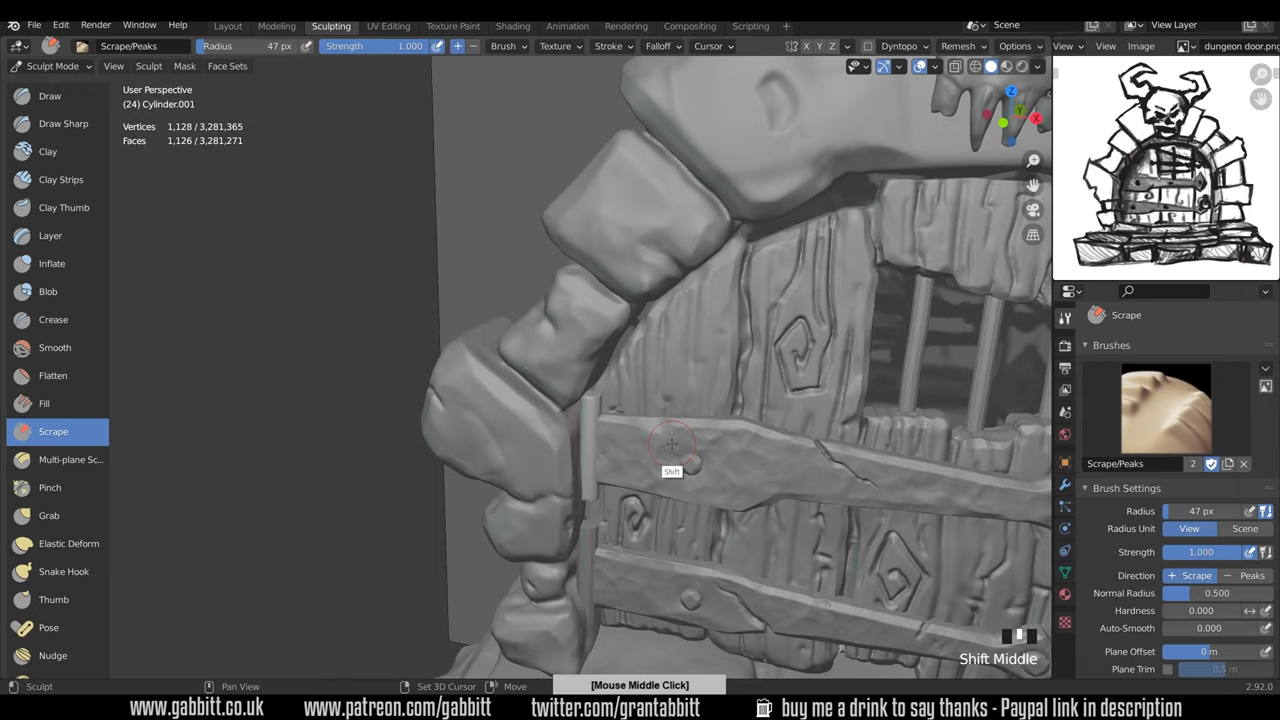 File Edit Render Window Help Layout Modeling Sculpting UV Editing Texture Paint Shading Animation Rendering Compositing Scripting + Scene View Layer
Scrape/Peaks Radius 47 px Strength 1.000 + − Brush Texture Stroke Falloff Cursor X Y Z Dyntopo Remesh Options View View Image dungeon door.png
Sculpt Mode View Sculpt Mask Face Sets
User Perspective
(24) Cylinder.001
Vertices 1,128 / 3,281,365
Faces 1,126 / 3,281,271
Draw
Draw Sharp
Clay
Clay Strips
Clay Thumb
Layer
Inflate
Blob
Crease
Smooth
Flatten
Fill
Scrape
Multi-plane Sc...
Pinch
Grab
Elastic Deform
Snake Hook
Thumb
Pose
Nudge
Z
Y
X
Shift
Scrape
Brushes
Scrape/Peaks 2
Brush Settings
Radius 47 px
Radius Unit View Scene
Strength 1.000
Direction + Scrape − Peaks
Normal Radius 0.500
Hardness 0.000
Auto-Smooth 0.000
Plane Offset 0 m
Plane Trim 0.5 m
Shift Middle
Sculpt Pan View Set 3D Cursor Move 2.92.0
[Mouse Middle Click]
www.gabbitt.co.uk www.patreon.com/gabbitt twitter.com/grantabbitt buy me a drink to say thanks - Paypal link in description